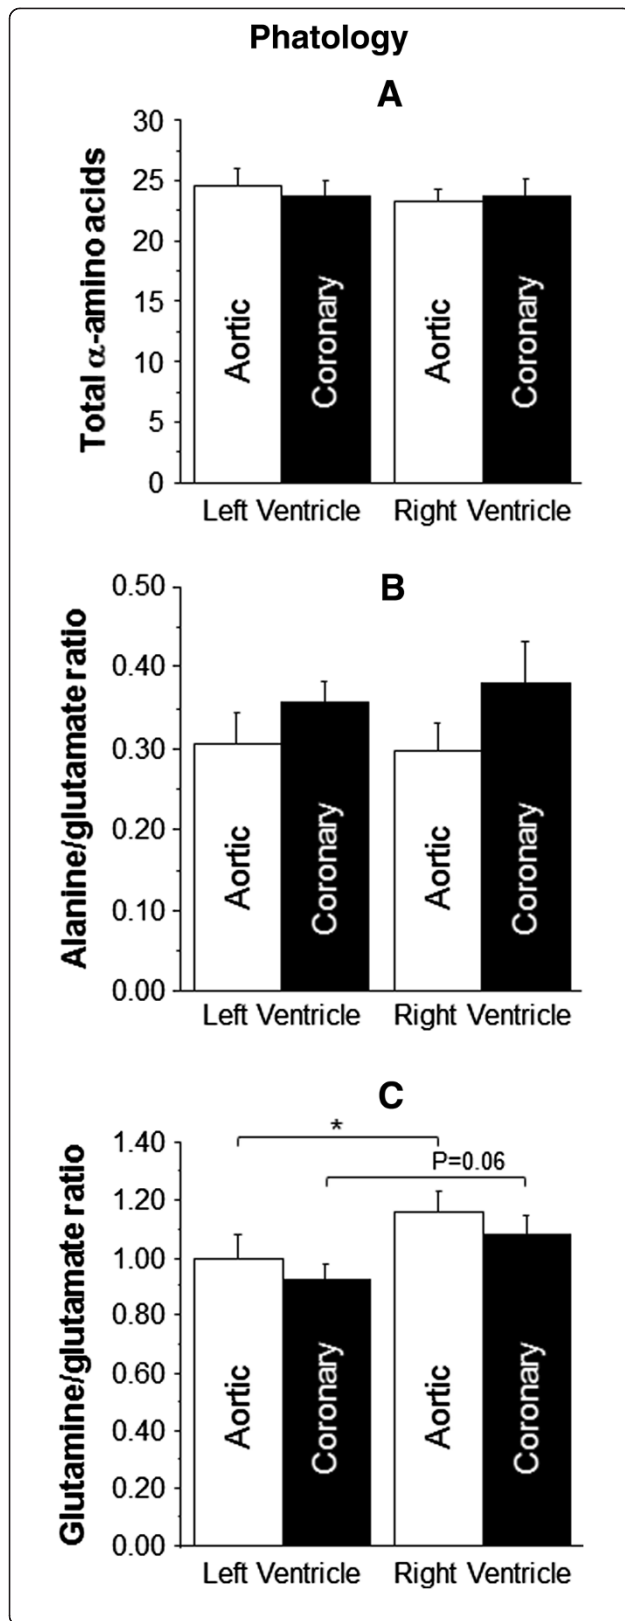 Phatology
A
Total α-amino acids
30
25
20
15
10
5
0
Aortic
Coronary
Aortic
Coronary
Left Ventricle
Right Ventricle
B
Alanine/glutamate ratio
0.50
0.40
0.30
0.20
0.10
0.00
Aortic
Coronary
Aortic
Coronary
Left Ventricle
Right Ventricle
C
Glutamine/glutamate ratio
1.40
1.20
1.00
0.80
0.60
0.40
0.20
0.00
*
P=0.06
Aortic
Coronary
Aortic
Coronary
Left Ventricle
Right Ventricle